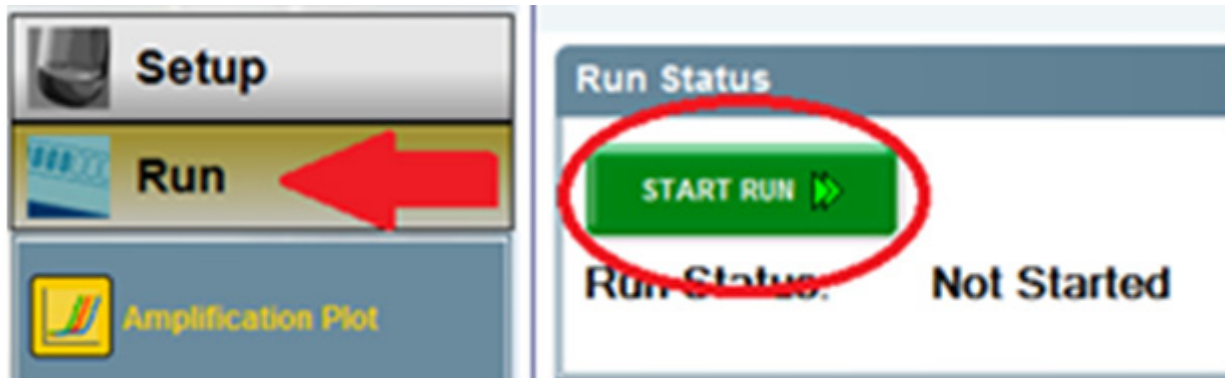 Setup
Run
Amplification Plot
Run Status
START RUN
Run Status: Not Started